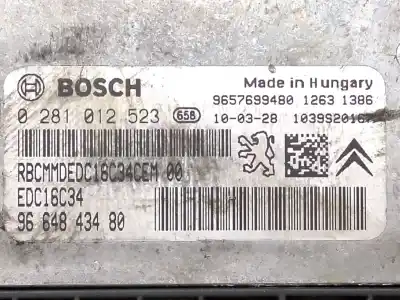 BOSCH
Made in Hungary
9657699480 1263 1386
0 281 012 523 658 10-03-28
RBCMMDEDC16C34CEM 00
EDC16C34
96 648 434 80